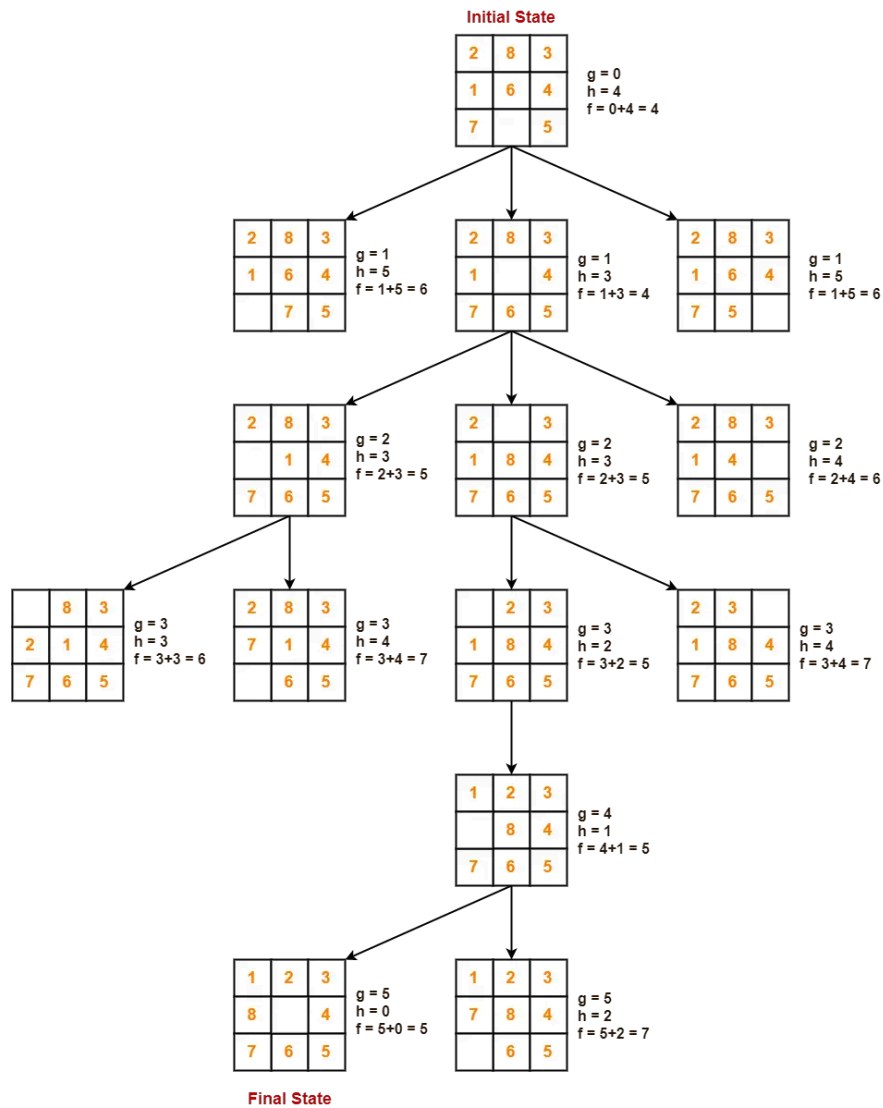 Initial State
2 8 3
1 6 4
7 5
g = 0
h = 4
f = 0+4 = 4
2 8 3
1 6 4
7 5
g = 1
h = 5
f = 1+5 = 6
2 8 3
1 4
7 6 5
g = 1
h = 3
f = 1+3 = 4
2 8 3
1 6 4
7 5
g = 1
h = 5
f = 1+5 = 6
2 8 3
1 4
7 6 5
g = 2
h = 3
f = 2+3 = 5
2 3
1 8 4
7 6 5
g = 2
h = 3
f = 2+3 = 5
2 8 3
1 4
7 6 5
g = 2
h = 4
f = 2+4 = 6
8 3
2 1 4
7 6 5
g = 3
h = 3
f = 3+3 = 6
2 8 3
7 1 4
6 5
g = 3
h = 4
f = 3+4 = 7
2 3
1 8 4
7 6 5
g = 3
h = 2
f = 3+2 = 5
2 3
1 8 4
7 6 5
g = 3
h = 4
f = 3+4 = 7
1 2 3
8 4
7 6 5
g = 4
h = 1
f = 4+1 = 5
1 2 3
8 4
7 6 5
g = 5
h = 0
f = 5+0 = 5
1 2 3
7 8 4
6 5
g = 5
h = 2
f = 5+2 = 7
Final State